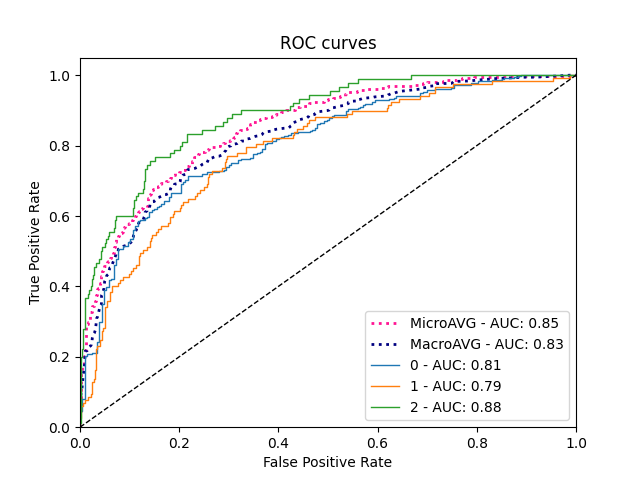 ROC curves
True Positive Rate
1.0
0.8
0.6
0.4
0.2
0.0
MicroAVG - AUC: 0.85
MacroAVG - AUC: 0.83
0 - AUC: 0.81
1 - AUC: 0.79
2 - AUC: 0.88
0.0 0.2 0.4 0.6 0.8 1.0
False Positive Rate